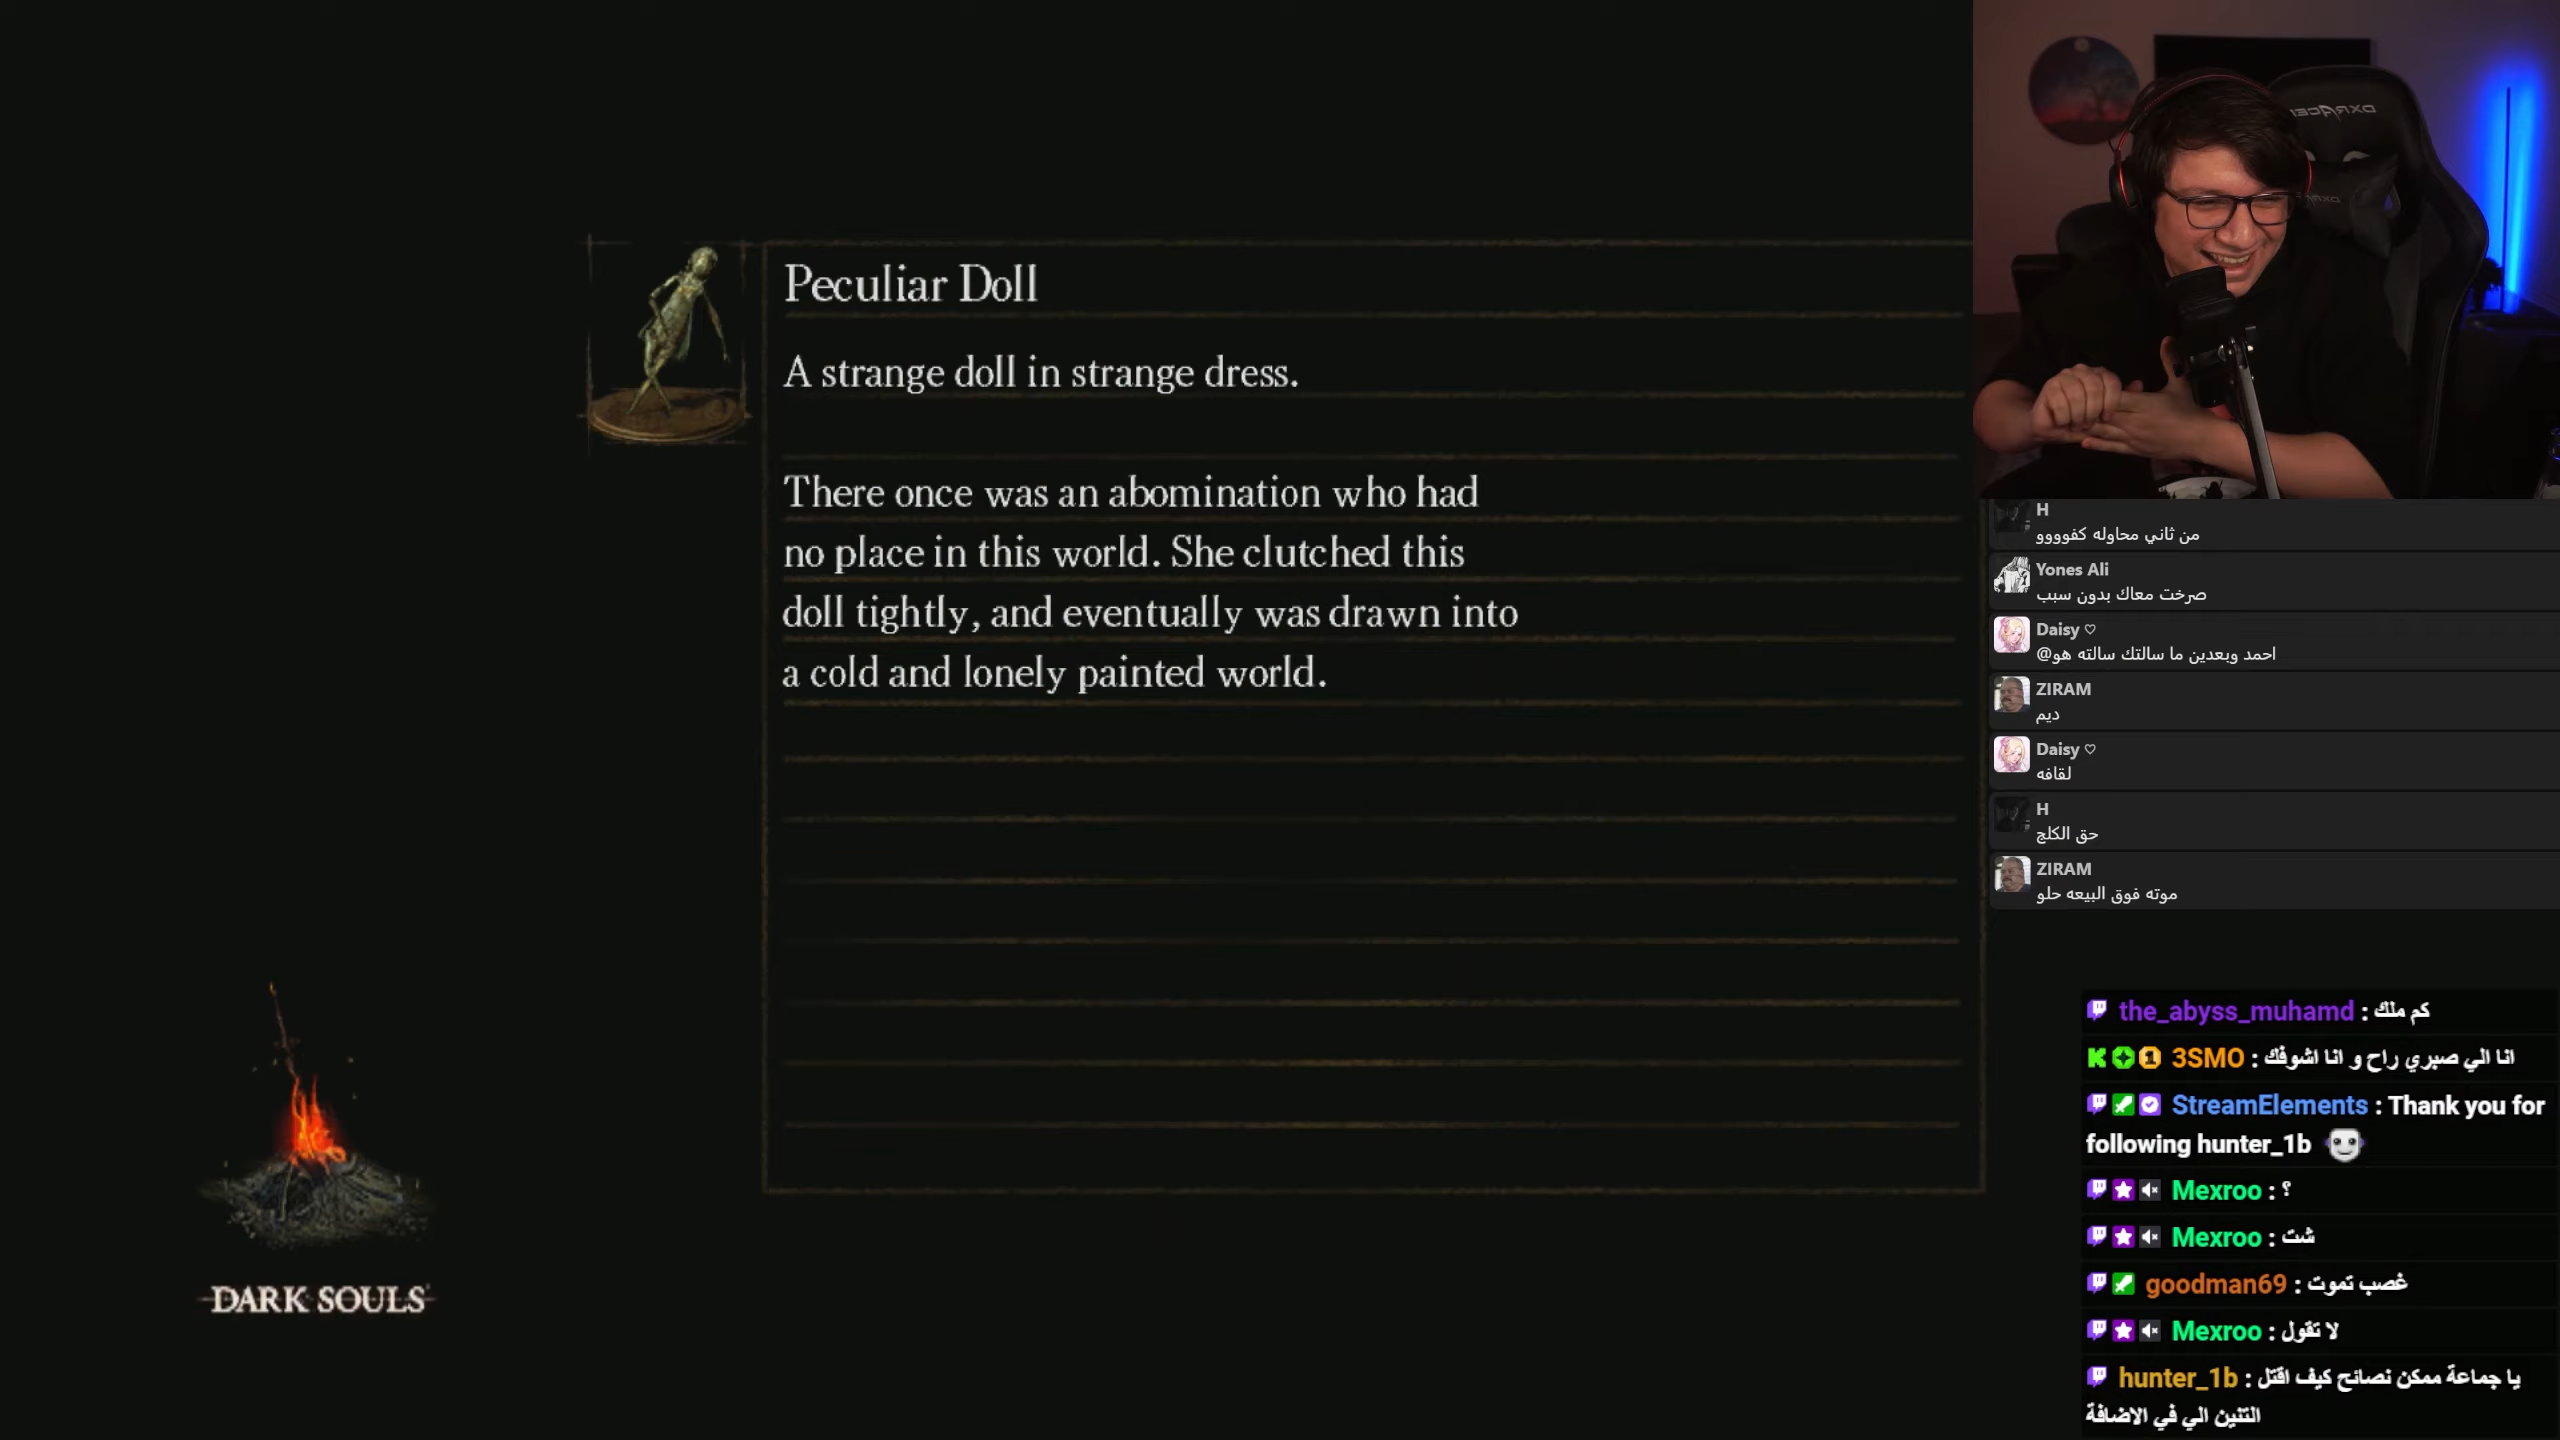 Peculiar Doll
A strange doll in strange dress.
There once was an abomination who had
no place in this world. She clutched this
doll tightly, and eventually was drawn into
a cold and lonely painted world.
DARK SOULS
DXRACER
H
من ثاني محاوله كفوووو
Yones Ali
صرخت معاك بدون سبب
Daisy ♡
@احمد وبعدين ما سالتك سالته هو
ZIRAM
ديم
Daisy ♡
لقافه
H
حق الكلج
ZIRAM
موته فوق البيعه حلو
the_abyss_muhamd : كم ملك
3SMO : انا الي صبري راح و انا اشوفك
StreamElements : Thank you for
following hunter_1b
Mexroo : ؟
Mexroo : شت
goodman69 : غصب تموت
Mexroo : لا تقول
hunter_1b : يا جماعة ممكن نصائح كيف اقتل
التنين الي في الاضافة